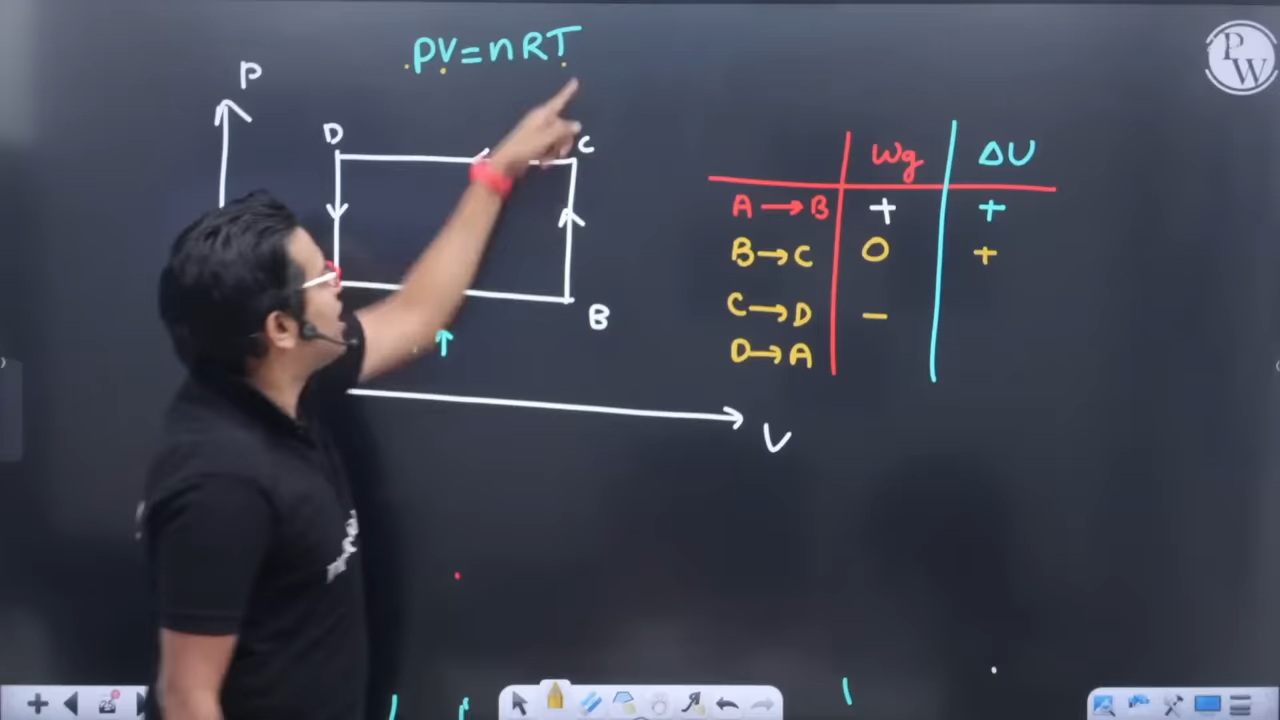 PV=nRT
P
PW
D
C
Wg ΔU
A→B + +
B→C 0 +
C→D -
D→A
B
V